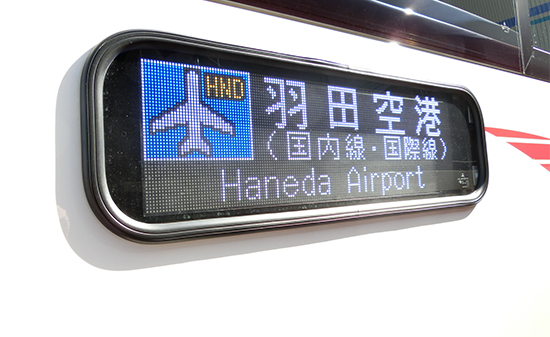 HND
羽田空港
(国内線・国際線)
Haneda Airport